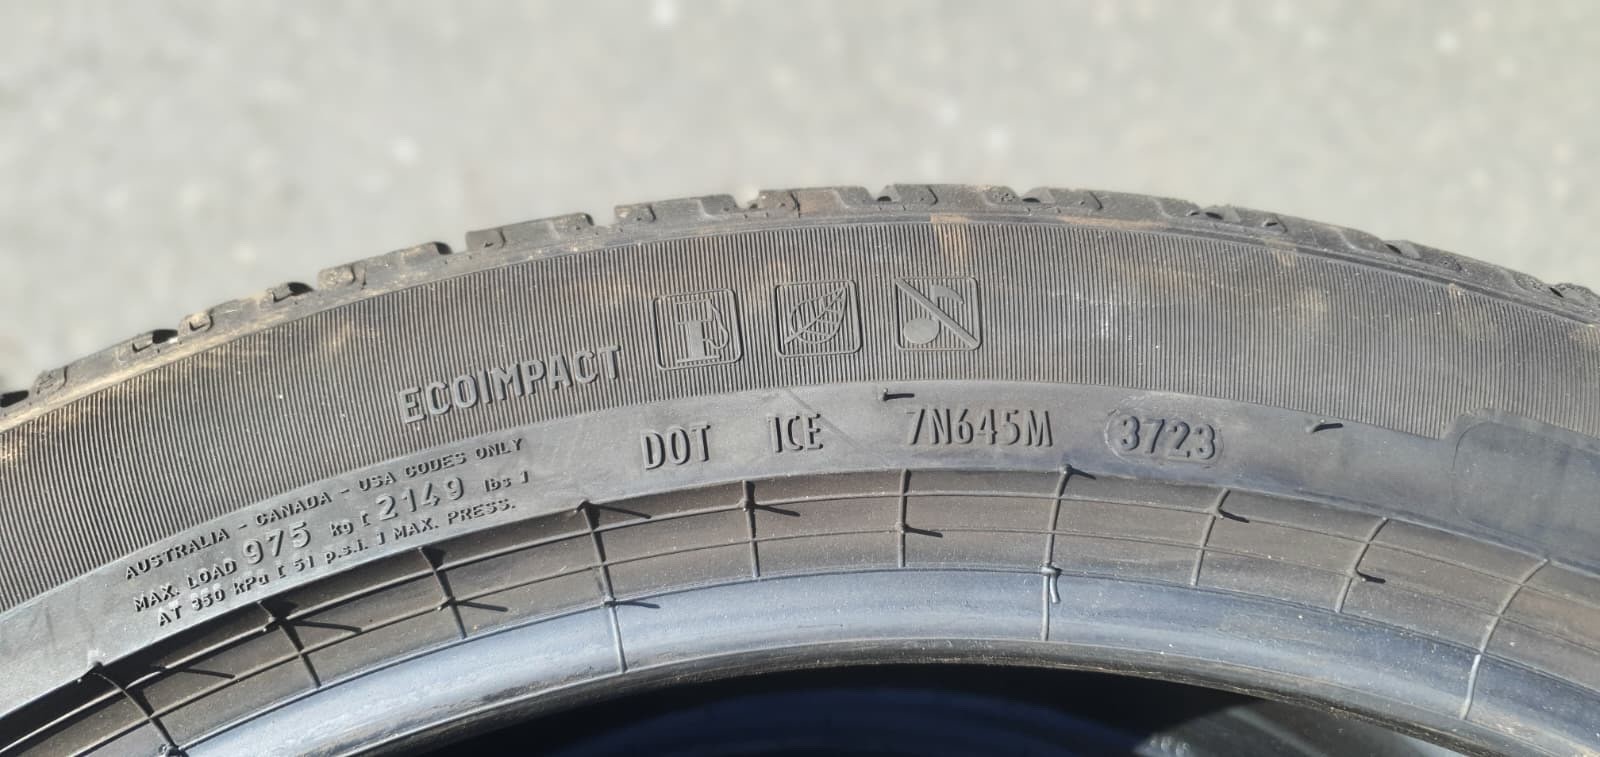 ECOIMPACT
DOT 1CE 7N645M 3723
AUSTRALIA - CANADA - USA CODES ONLY
MAX. LOAD 975 kg [ 2149 lbs ]
AT 350 kPa [ 51 p.s.i. ] MAX. PRESS.